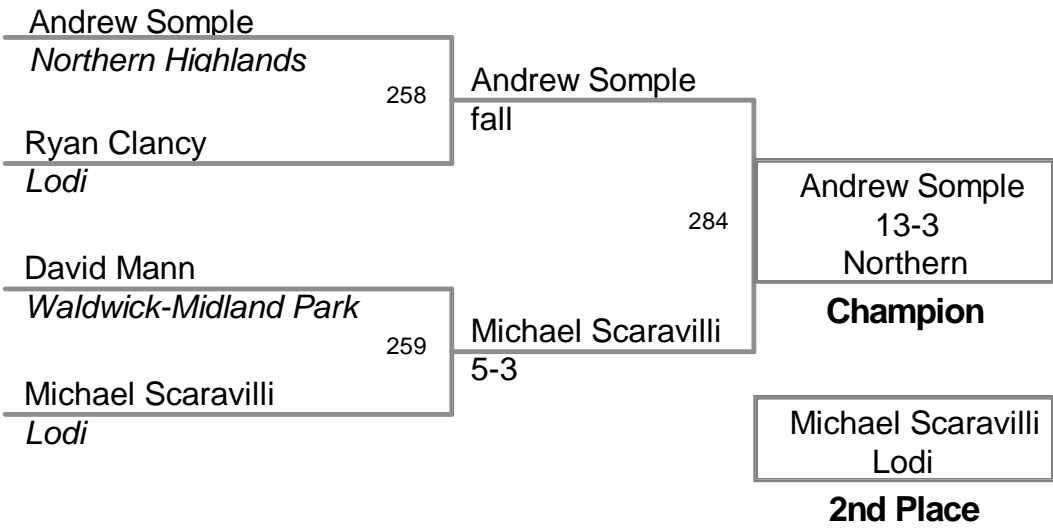 Andrew Somple
Northern Highlands
258
Ryan Clancy
Lodi
Andrew Somple
fall
David Mann
Waldwick-Midland Park
259
Michael Scaravilli
Lodi
Michael Scaravilli
5-3
284
Andrew Somple
13-3
Northern
Champion
Michael Scaravilli
Lodi
2nd Place